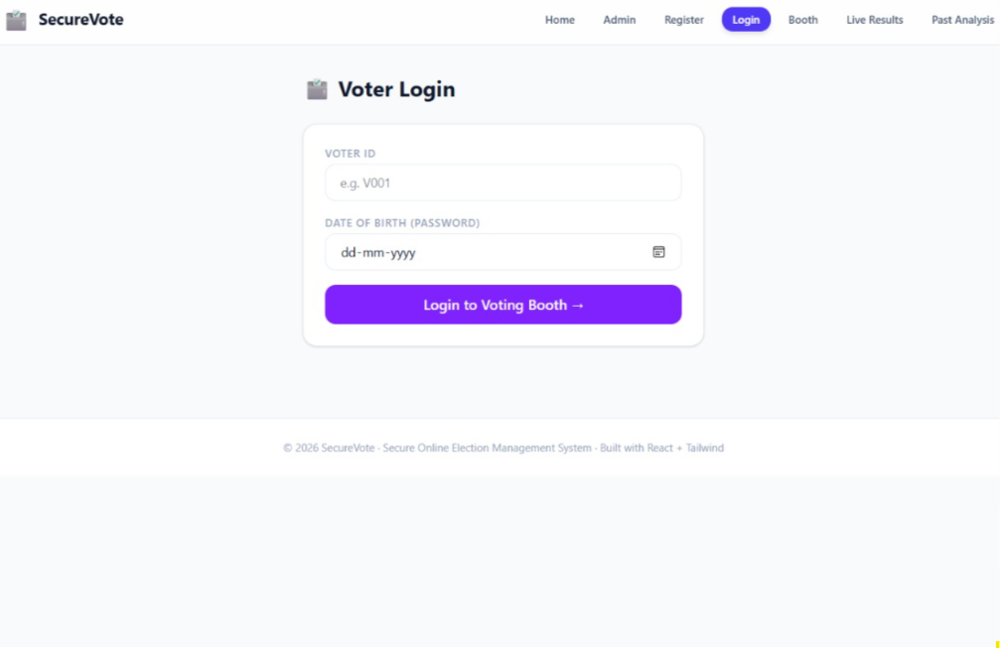 SecureVote
Home Admin Register Login Booth Live Results Past Analysis
Voter Login
VOTER ID
e.g. V001
DATE OF BIRTH (PASSWORD)
dd-mm-yyyy
Login to Voting Booth →
© 2026 SecureVote · Secure Online Election Management System · Built with React + Tailwind